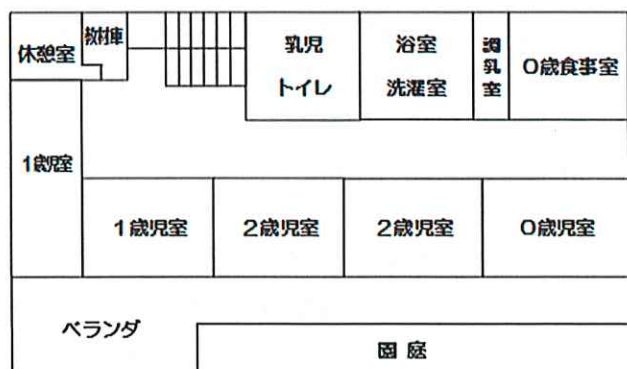 休憩室
教材庫
乳児
トイレ
浴室
洗濯室
調乳室
0歳食事室
1歳児室
1歳児室
2歳児室
2歳児室
0歳児室
ベランダ
園庭